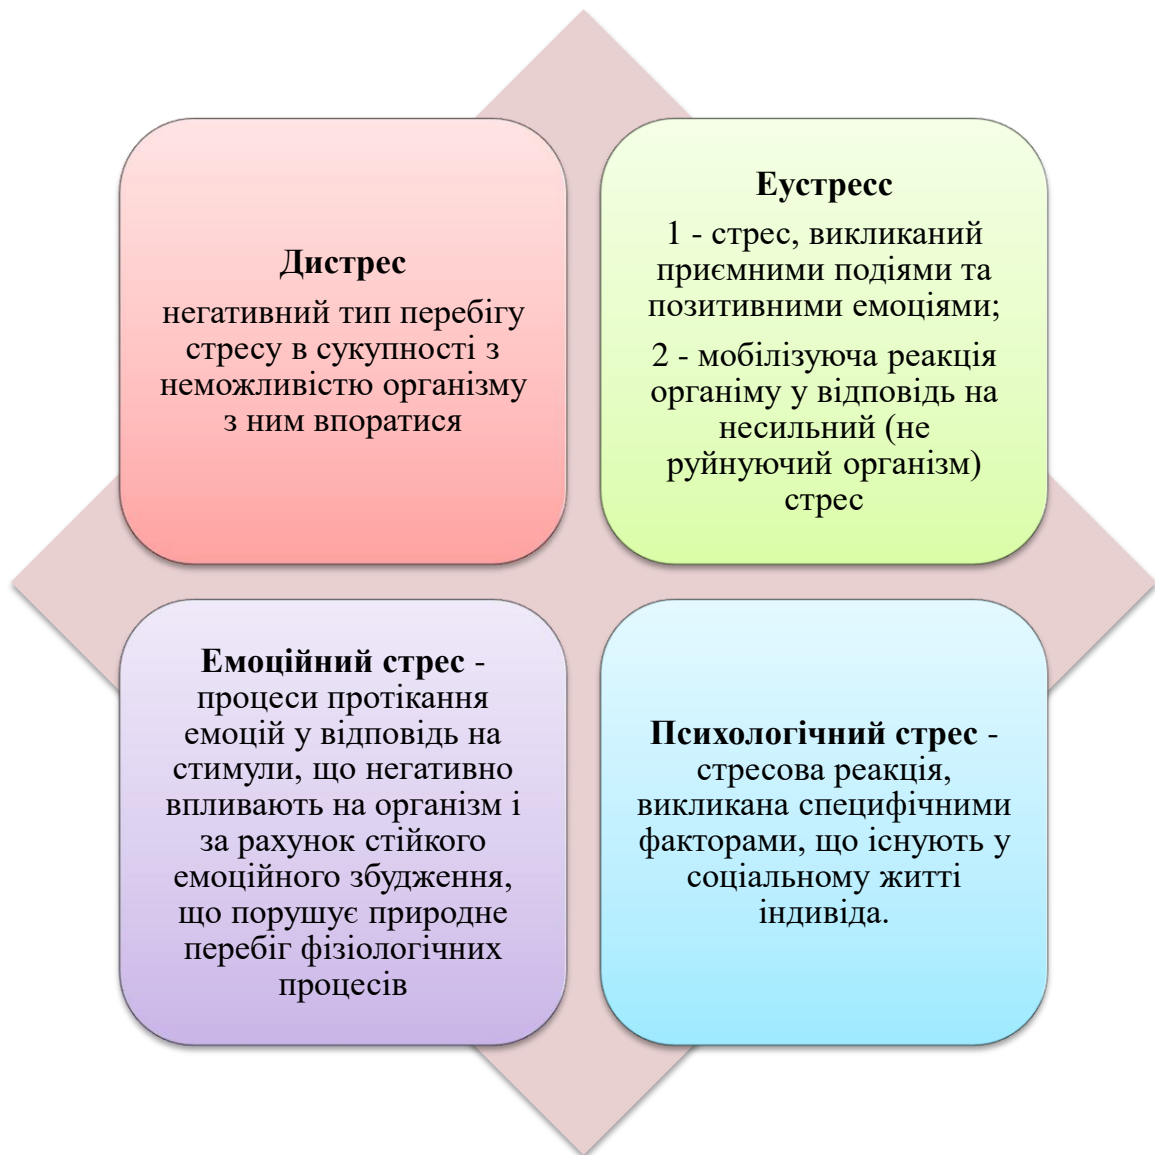 Дистрес
негативний тип перебігу
стресу в сукупності з
неможливістю організму
з ним впоратися
Еустресс
1 - стрес, викликаний
приємними подіями та
позитивними емоціями;
2 - мобілізуюча реакція
органіму у відповідь на
несильний (не
руйнуючий організм)
стрес
Емоційний стрес -
процеси протікання
емоцій у відповідь на
стимули, що негативно
впливають на організм і
за рахунок стійкого
емоційного збудження,
що порушує природне
перебіг фізіологічних
процесів
Психологічний стрес -
стресова реакція,
викликана специфічними
факторами, що існують у
соціальному житті
індивіда.